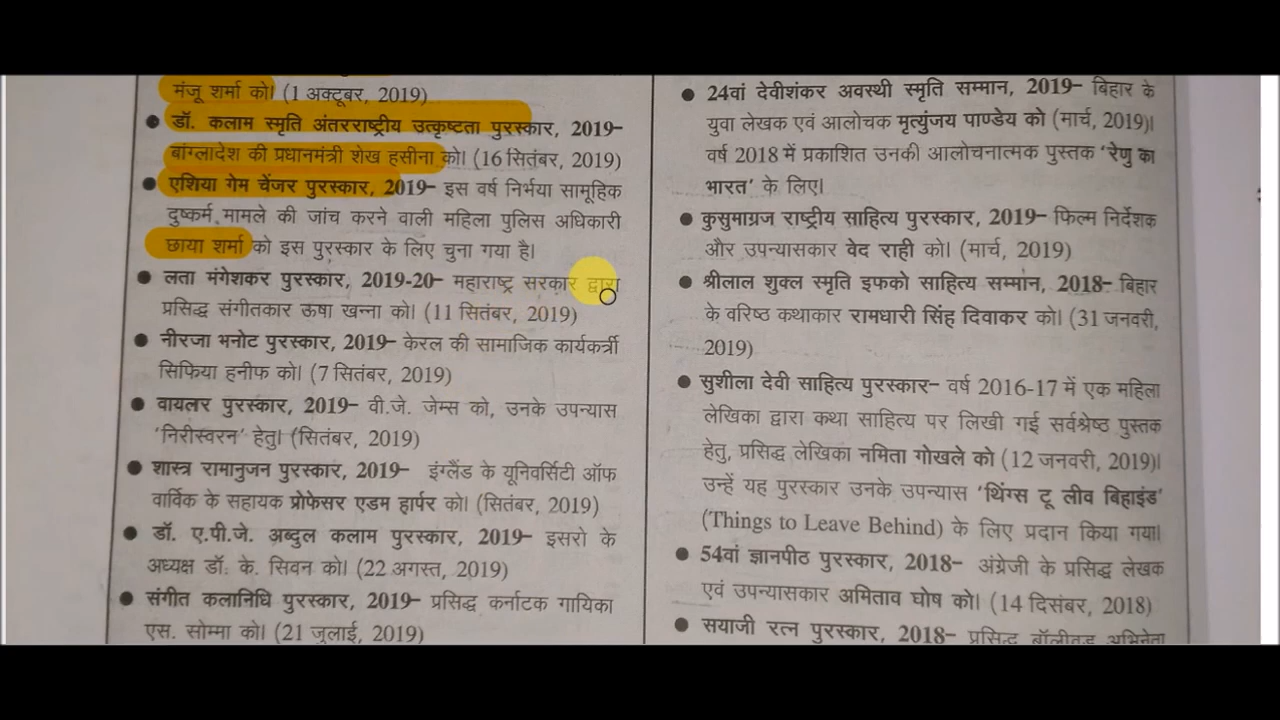 मंजू शर्मा को। (1 अक्टूबर, 2019)
● डॉ. कलाम स्मृति अंतरराष्ट्रीय उत्कृष्टता पुरस्कार, 2019–
बांग्लादेश की प्रधानमंत्री शेख हसीना को। (16 सितंबर, 2019)
● एशिया गेम चेंजर पुरस्कार, 2019– इस वर्ष निर्भया सामूहिक
दुष्कर्म मामले की जांच करने वाली महिला पुलिस अधिकारी
छाया शर्मा को इस पुरस्कार के लिए चुना गया है।
● लता मंगेशकर पुरस्कार, 2019-20– महाराष्ट्र सरकार द्वारा
प्रसिद्ध संगीतकार ऊषा खन्ना को। (11 सितंबर, 2019)
● नीरजा भनोट पुरस्कार, 2019– केरल की सामाजिक कार्यकर्त्री
सिफिया हनीफ को। (7 सितंबर, 2019)
● वायलर पुरस्कार, 2019– वी.जे. जेम्स को, उनके उपन्यास
'निरीस्वरन' हेतु। (सितंबर, 2019)
● शास्त्र रामानुजन पुरस्कार, 2019– इंग्लैंड के यूनिवर्सिटी ऑफ
वार्विक के सहायक प्रोफेसर एडम हार्पर को। (सितंबर, 2019)
● डॉ. ए.पी.जे. अब्दुल कलाम पुरस्कार, 2019– इसरो के
अध्यक्ष डॉ. के. सिवन को। (22 अगस्त, 2019)
● संगीत कलानिधि पुरस्कार, 2019– प्रसिद्ध कर्नाटक गायिका
एस. सोम्मा को। (21 जुलाई, 2019)
● 24वां देवीशंकर अवस्थी स्मृति सम्मान, 2019– बिहार के
युवा लेखक एवं आलोचक मृत्युंजय पाण्डेय को (मार्च, 2019)।
वर्ष 2018 में प्रकाशित उनकी आलोचनात्मक पुस्तक 'रेणु का
भारत' के लिए।
● कुसुमाग्रज राष्ट्रीय साहित्य पुरस्कार, 2019– फिल्म निर्देशक
और उपन्यासकार वेद राही को। (मार्च, 2019)
● श्रीलाल शुक्ल स्मृति इफको साहित्य सम्मान, 2018– बिहार
के वरिष्ठ कथाकार रामधारी सिंह दिवाकर को। (31 जनवरी,
2019)
● सुशीला देवी साहित्य पुरस्कार– वर्ष 2016-17 में एक महिला
लेखिका द्वारा कथा साहित्य पर लिखी गई सर्वश्रेष्ठ पुस्तक
हेतु, प्रसिद्ध लेखिका नमिता गोखले को (12 जनवरी, 2019)।
उन्हें यह पुरस्कार उनके उपन्यास 'थिंग्स टू लीव बिहाइंड'
(Things to Leave Behind) के लिए प्रदान किया गया।
● 54वां ज्ञानपीठ पुरस्कार, 2018– अंग्रेजी के प्रसिद्ध लेखक
एवं उपन्यासकार अमिताव घोष को। (14 दिसंबर, 2018)
● सयाजी रत्न पुरस्कार, 2018– प्रसिद्ध बॉलीवुड अभिनेता